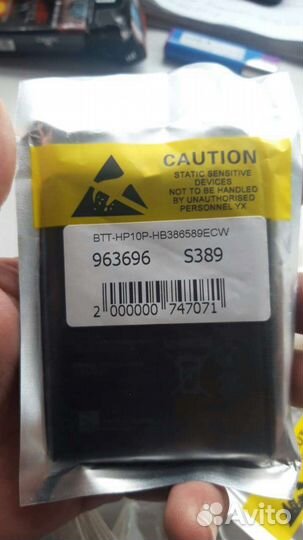 CAUTION
STATIC SENSITIVE
DEVICES
NOT TO BE HANDLED
BY UNAUTHORISED
PERSONNEL YX
BTT-HP10P-HB386589ECW
963696 S389
2 000000 747071
Avito